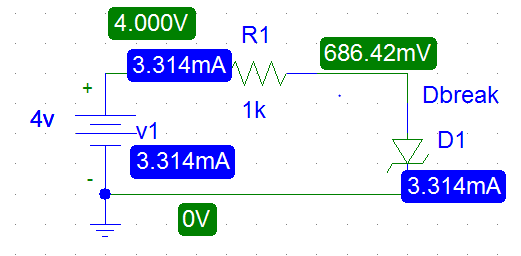 4.000V
R1
3.314mA
686.42mV
+
1k
Dbreak
4v
v1
D1
3.314mA
-
3.314mA
0V